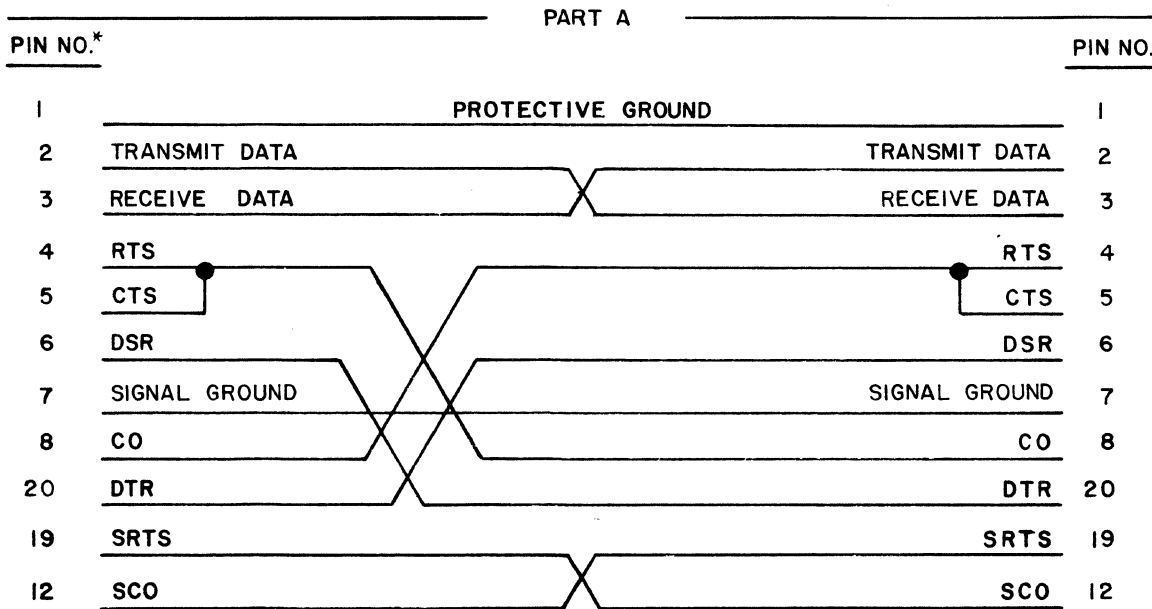 PART A
PIN NO.* PIN NO.
1 PROTECTIVE GROUND 1
2 TRANSMIT DATA TRANSMIT DATA 2
3 RECEIVE DATA RECEIVE DATA 3
4 RTS RTS 4
5 CTS CTS 5
6 DSR DSR 6
7 SIGNAL GROUND SIGNAL GROUND 7
8 CO CO 8
20 DTR DTR 20
19 SRTS SRTS 19
12 SCO SCO 12